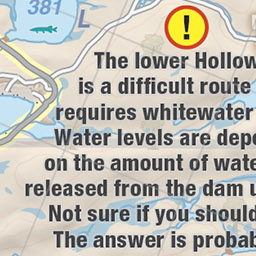 381
L
!
The lower Hollow
is a difficult route
requires whitewater
Water levels are depe
on the amount of wate
released from the dam u
Not sure if you should
The answer is probab